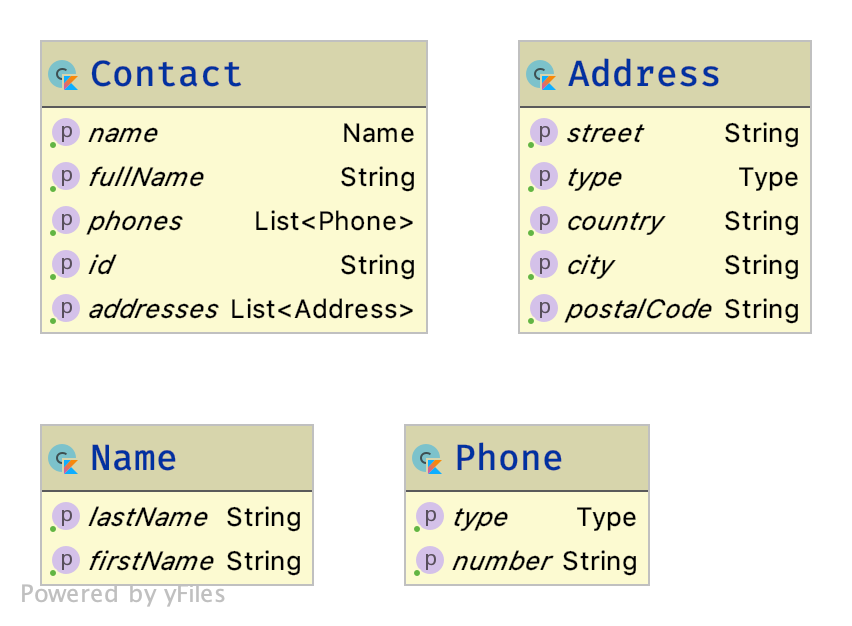 Contact
name Name
fullName String
phones List<Phone>
id String
addresses List<Address>
Address
street String
type Type
country String
city String
postalCode String
Name
lastName String
firstName String
Phone
type Type
number String
Powered by yFiles